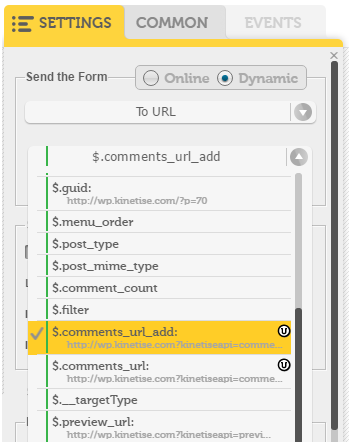 SETTINGS COMMON EVENTS
Send the Form Online Dynamic
To URL
$.comments_url_add
$.guid:
http://wp.kinetise.com/?p=70
$.menu_order
$.post_type
$.post_mime_type
$.comment_count
$.filter
$.comments_url_add:
http://wp.kinetise.com?kinetiseapi=comme...
$.comments_url:
http://wp.kinetise.com?kinetiseapi=comme...
$.__targetType
$.preview_url:
http://wp.kinetise.com?kinetiseapi=previ...